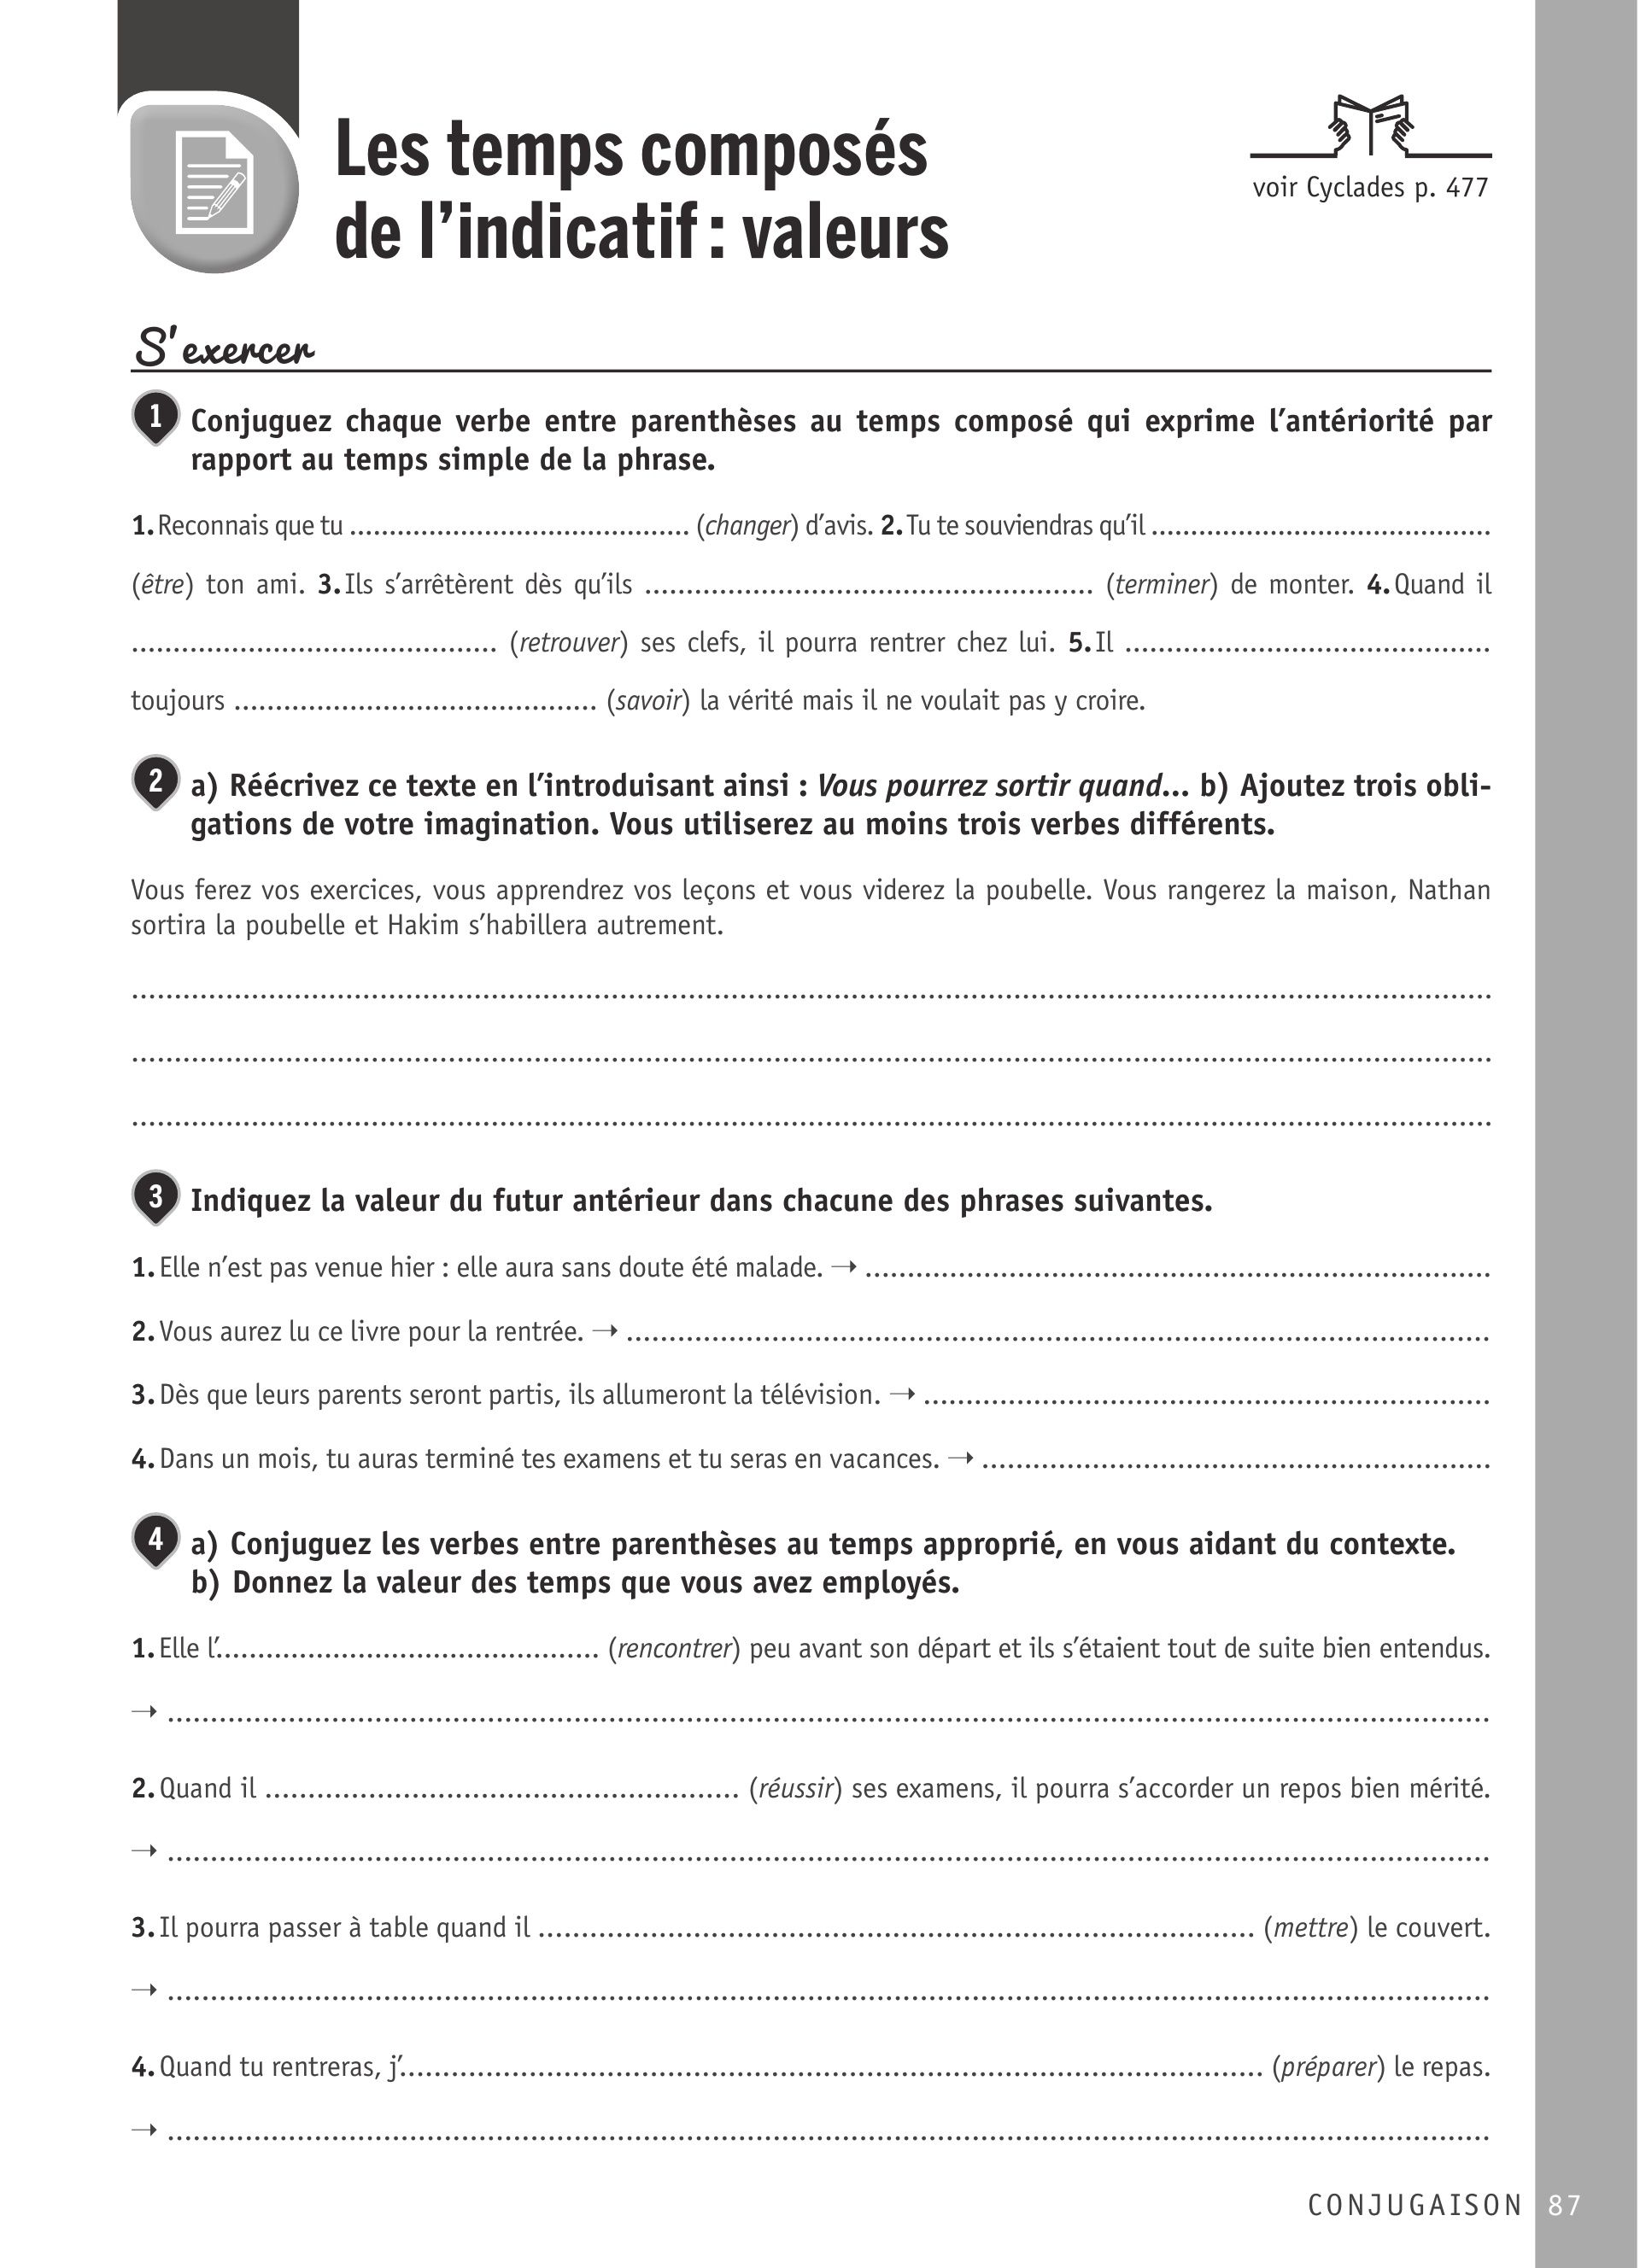 Les temps composés
de l'indicatif : valeurs
voir Cyclades p. 477
S'exercer
1 Conjuguez chaque verbe entre parenthèses au temps composé qui exprime l'antériorité par
rapport au temps simple de la phrase.
1. Reconnais que tu ........................................ (changer) d'avis. 2. Tu te souviendras qu'il ........................................
(être) ton ami. 3. Ils s'arrêtèrent dès qu'ils ........................................ (terminer) de monter. 4. Quand il
........................................ (retrouver) ses clefs, il pourra rentrer chez lui. 5. Il ........................................
toujours ........................................ (savoir) la vérité mais il ne voulait pas y croire.
2 a) Réécrivez ce texte en l'introduisant ainsi : Vous pourrez sortir quand... b) Ajoutez trois obli-
gations de votre imagination. Vous utiliserez au moins trois verbes différents.
Vous ferez vos exercices, vous apprendrez vos leçons et vous viderez la poubelle. Vous rangerez la maison, Nathan
sortira la poubelle et Hakim s'habillera autrement.
........................................
........................................
........................................
3 Indiquez la valeur du futur antérieur dans chacune des phrases suivantes.
1. Elle n'est pas venue hier : elle aura sans doute été malade. → ........................................
2. Vous aurez lu ce livre pour la rentrée. → ........................................
3. Dès que leurs parents seront partis, ils allumeront la télévision. → ........................................
4. Dans un mois, tu auras terminé tes examens et tu seras en vacances. → ........................................
4 a) Conjuguez les verbes entre parenthèses au temps approprié, en vous aidant du contexte.
b) Donnez la valeur des temps que vous avez employés.
1. Elle l'........................................ (rencontrer) peu avant son départ et ils s'étaient tout de suite bien entendus.
→ ........................................
2. Quand il ........................................ (réussir) ses examens, il pourra s'accorder un repos bien mérité.
→ ........................................
3. Il pourra passer à table quand il ........................................ (mettre) le couvert.
→ ........................................
4. Quand tu rentreras, j'........................................ (préparer) le repas.
→ ........................................
CONJUGAISON 87